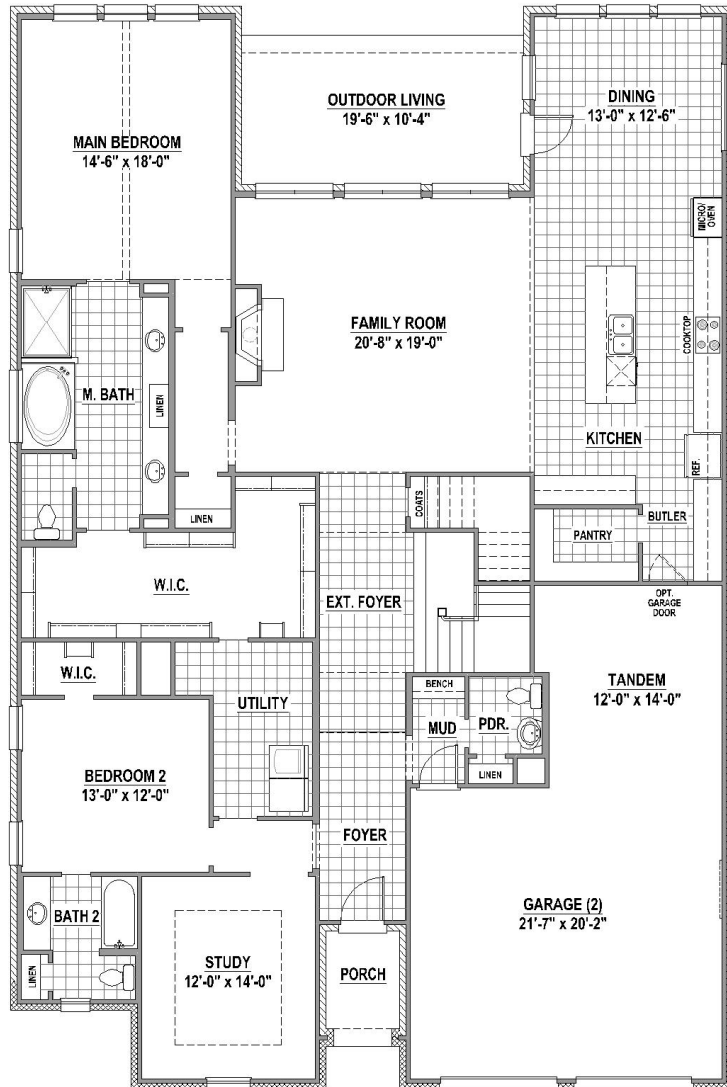 OUTDOOR LIVING
19'-6" x 10'-4"
DINING
13'-0" x 12'-6"
MAIN BEDROOM
14'-6" x 18'-0"
MICRO/
OVEN
FAMILY ROOM
20'-8" x 19'-0"
COOKTOP
M. BATH
LINEN
KITCHEN
REF.
COATS
LINEN
BUTLER
PANTRY
W.I.C.
EXT. FOYER
OPT.
GARAGE
DOOR
W.I.C.
TANDEM
12'-0" x 14'-0"
BENCH
UTILITY
MUD
PDR.
BEDROOM 2
13'-0" x 12'-0"
LINEN
FOYER
GARAGE (2)
21'-7" x 20'-2"
BATH 2
STUDY
12'-0" x 14'-0"
PORCH
LINEN